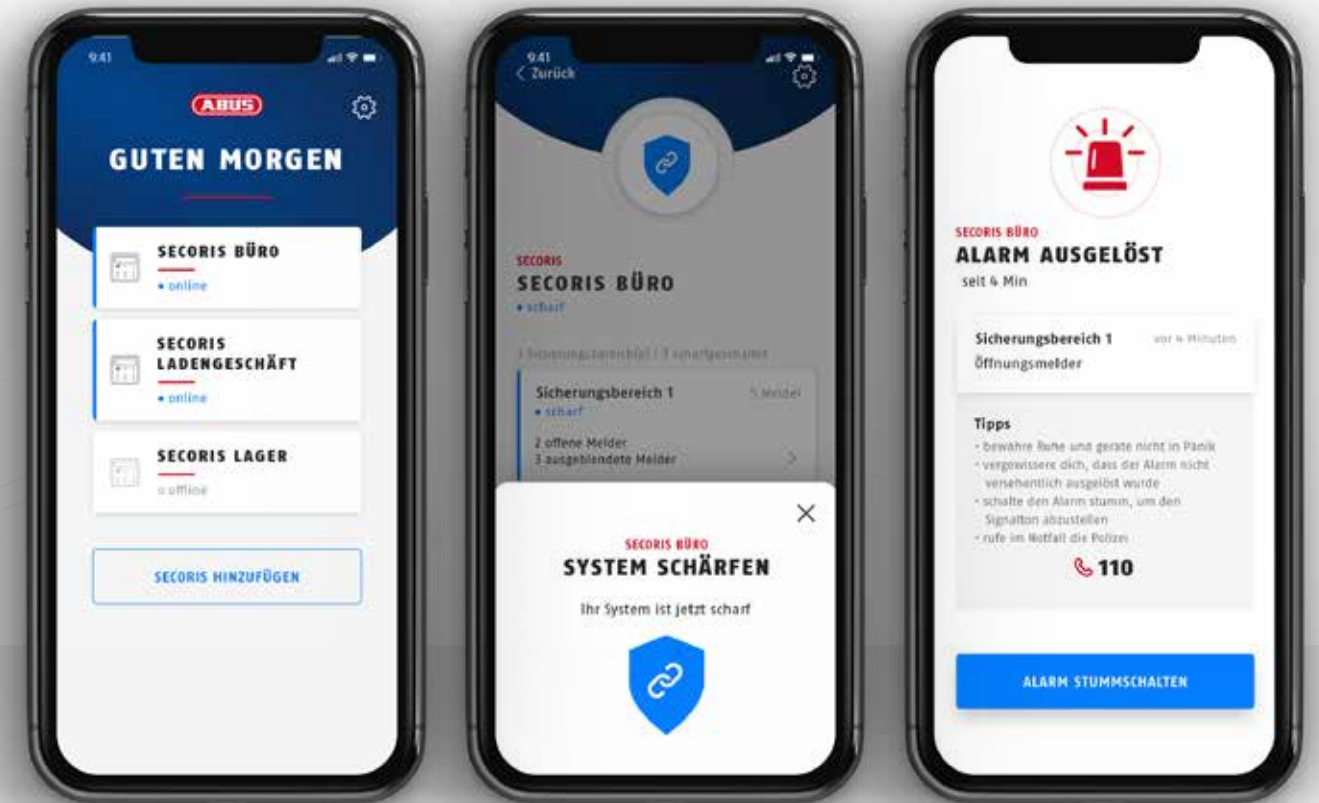 9:41
ABUS
GUTEN MORGEN
SECORIS BÜRO
• online
SECORIS
LADENGESCHÄFT
• online
SECORIS LAGER
o offline
SECORIS HINZUFÜGEN
9:41
< Zurück
SECORIS
SECORIS BÜRO
• scharf
Sicherungsbereich 1 5 Melder
• scharf
2 offene Melder
3 ausgeblendete Melder >
SECORIS BÜRO
SYSTEM SCHÄRFEN
Ihr System ist jetzt scharf
SECORIS BÜRO
ALARM AUSGELÖST
seit 4 Min
Sicherungsbereich 1 vor 4 Minuten
Öffnungsmelder
Tipps
- bewahre Ruhe und gerate nicht in Panik
- vergewissere dich, dass der Alarm nicht
versehentlich ausgelöst wurde
- schalte den Alarm stumm, um den
Signalton abzustellen
- rufe im Notfall die Polizei
110
ALARM STUMMSCHALTEN